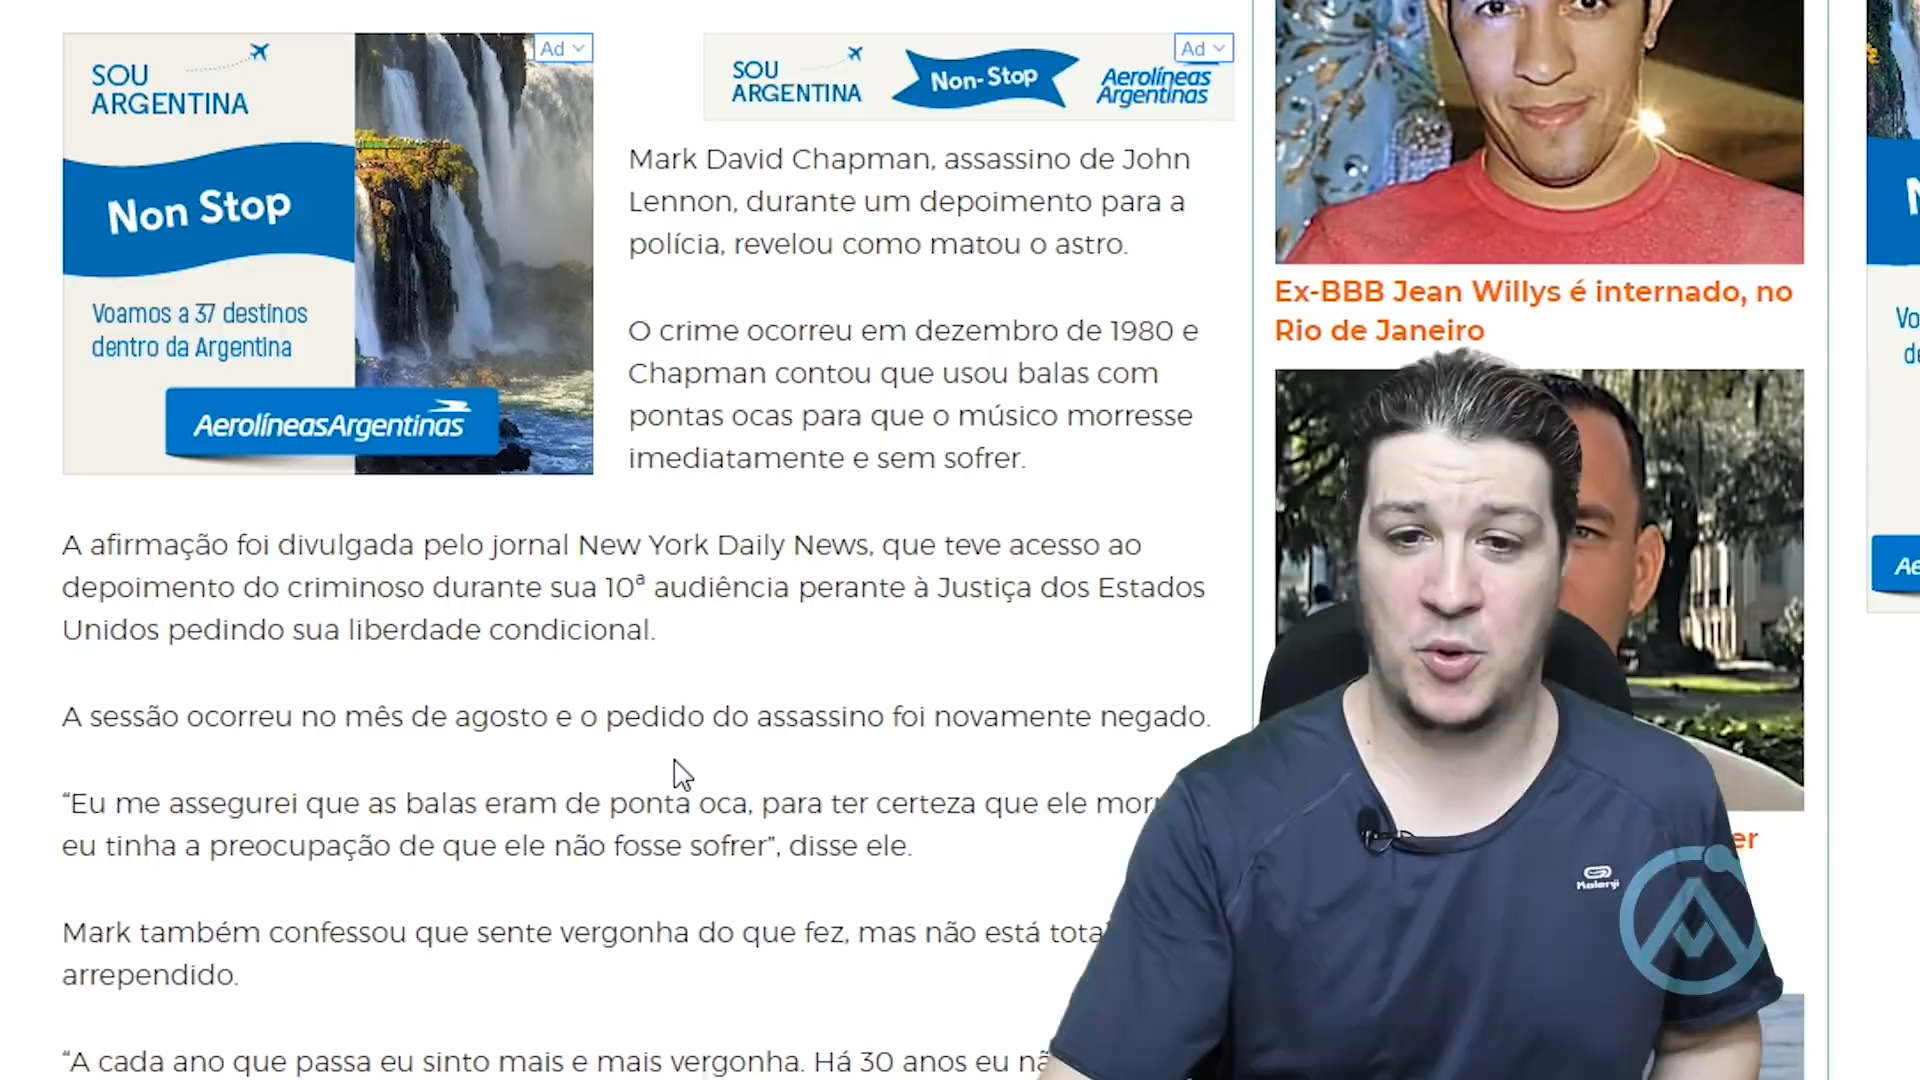 SOU
ARGENTINA
Ad
Non Stop
Voamos a 37 destinos
dentro da Argentina
AerolíneasArgentinas
SOU
ARGENTINA
Non-Stop
Aerolíneas
Argentinas
Ad
Mark David Chapman, assassino de John
Lennon, durante um depoimento para a
polícia, revelou como matou o astro.
O crime ocorreu em dezembro de 1980 e
Chapman contou que usou balas com
pontas ocas para que o músico morresse
imediatamente e sem sofrer.
A afirmação foi divulgada pelo jornal New York Daily News, que teve acesso ao
depoimento do criminoso durante sua 10ª audiência perante à Justiça dos Estados
Unidos pedindo sua liberdade condicional.
A sessão ocorreu no mês de agosto e o pedido do assassino foi novamente negado.
“Eu me assegurei que as balas eram de ponta oca, para ter certeza que ele
eu tinha a preocupação de que ele não fosse sofrer”, disse ele.
Mark também confessou que sente vergonha do que fez, mas não está
arrependido.
“A cada ano que passa eu sinto mais e mais vergonha. Há 30 anos eu
Ex-BBB Jean Willys é internado, no
Rio de Janeiro
Kalenji